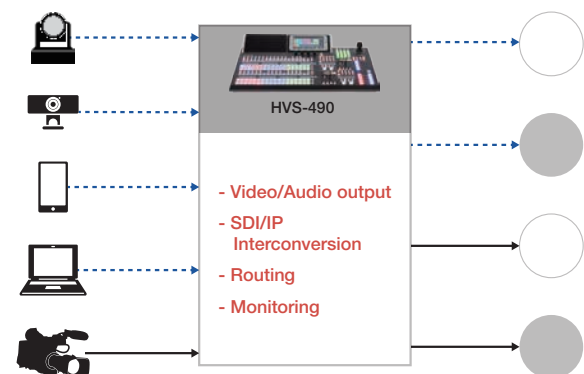 HVS-490
- Video/Audio output
- SDI/IP
Interconversion
- Routing
- Monitoring